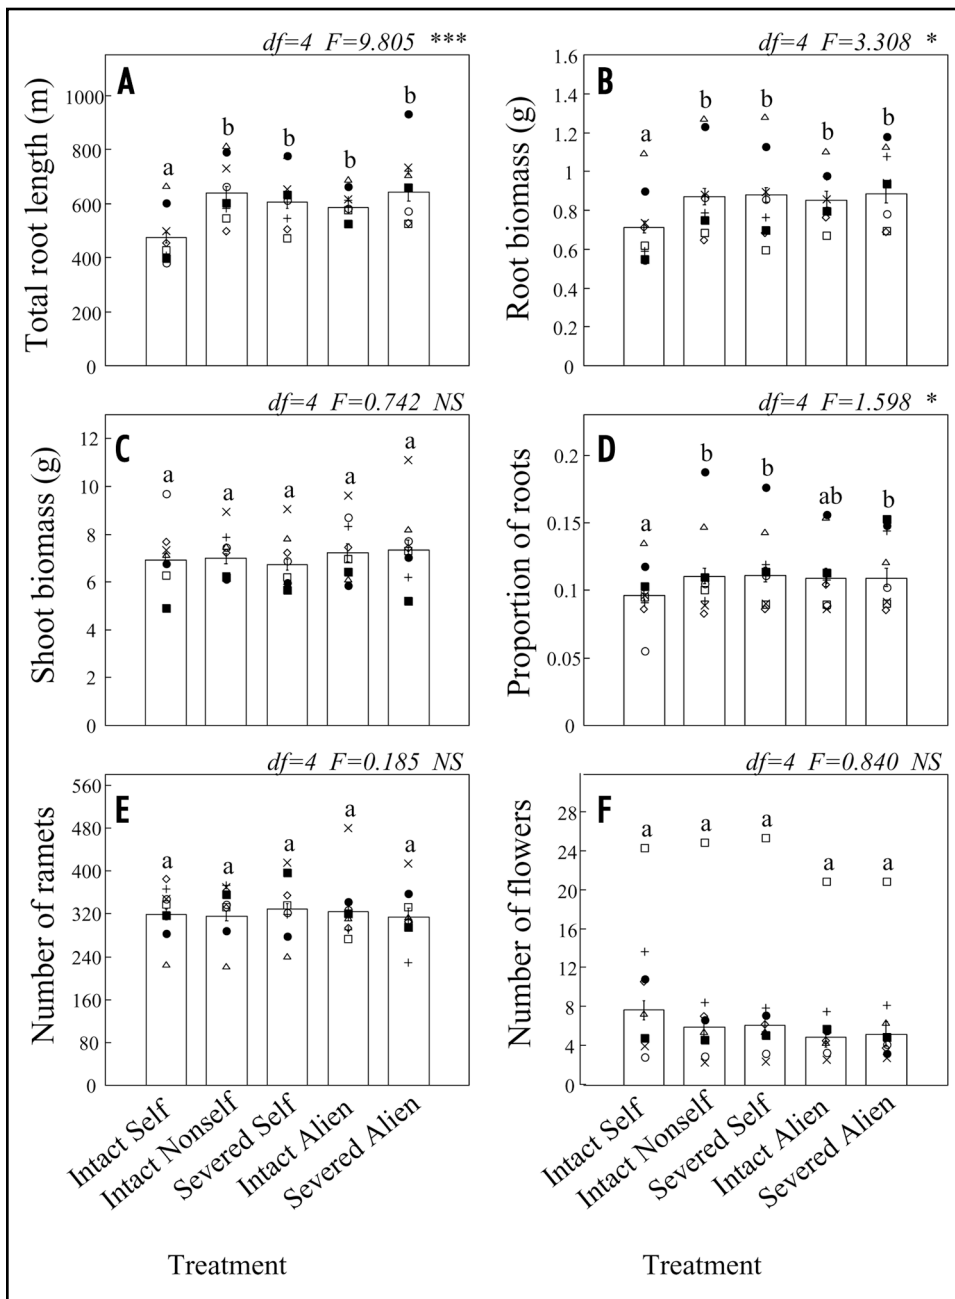 df=4 F=9.805 ***
A
Total root length (m)
1000
800
600
400
200
0
a
b
b
b
b
df=4 F=3.308 *
B
Root biomass (g)
1.6
1.4
1.2
1
0.8
0.6
0.4
0.2
0
a
b
b
b
b
df=4 F=0.742 NS
C
Shoot biomass (g)
12
10
8
6
4
2
0
a
a
a
a
a
df=4 F=1.598 *
D
Proportion of roots
0.2
0.15
0.1
0.05
0
a
b
b
ab
b
df=4 F=0.185 NS
E
Number of ramets
560
480
400
320
240
160
80
0
a
a
a
a
a
Intact Self
Intact Nonself
Severed Self
Intact Alien
Severed Alien
Treatment
df=4 F=0.840 NS
F
Number of flowers
28
24
20
16
12
8
4
0
a
a
a
a
a
Intact Self
Intact Nonself
Severed Self
Intact Alien
Severed Alien
Treatment